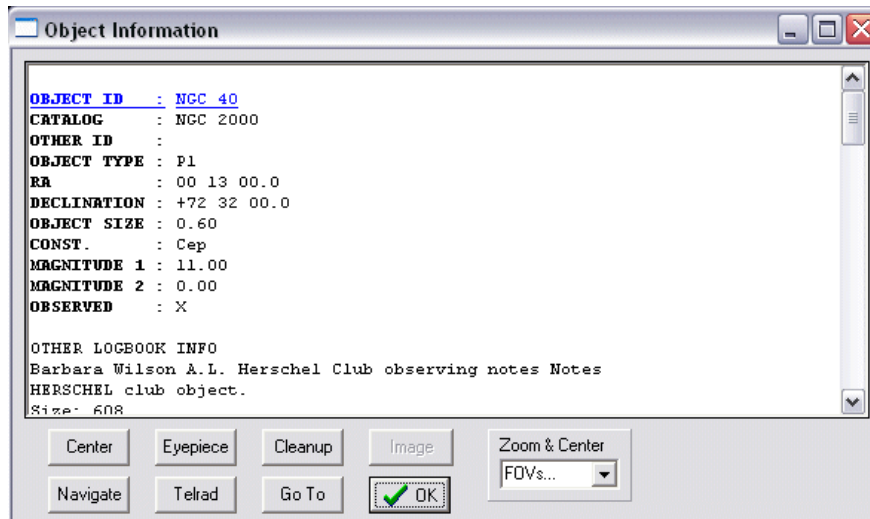 Object Information
OBJECT ID : NGC 40
CATALOG : NGC 2000
OTHER ID :
OBJECT TYPE : Pl
RA : 00 13 00.0
DECLINATION : +72 32 00.0
OBJECT SIZE : 0.60
CONST. : Cep
MAGNITUDE 1 : 11.00
MAGNITUDE 2 : 0.00
OBSERVED : X
OTHER LOGBOOK INFO
Barbara Wilson A.L. Herschel Club observing notes Notes
HERSCHEL club object.
Size: 608
Center Eyepiece Cleanup Image Zoom & Center
FOVs...
Navigate Telrad Go To OK